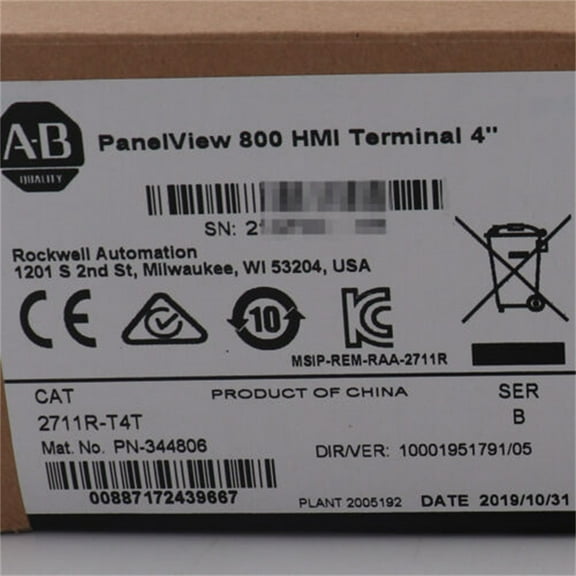 A·B
QUALITY
PanelView 800 HMI Terminal 4"
SN: 2
Rockwell Automation
1201 S 2nd St, Milwaukee, WI 53204, USA
CE
10
KC
MSIP-REM-RAA-2711R
CAT
PRODUCT OF CHINA
SER
2711R-T4T
B
Mat. No. PN-344806
DIR/VER: 10001951791/05
00887172439667
PLANT 2005192
DATE 2019/10/31